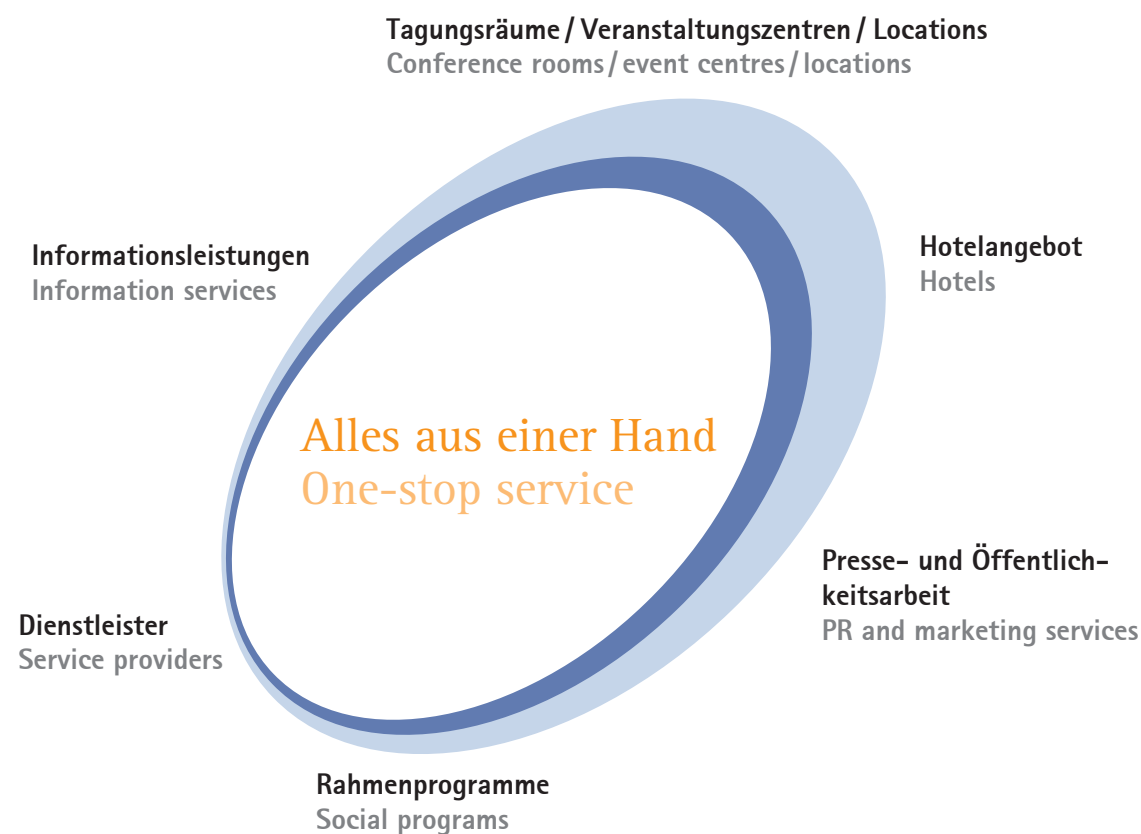 Tagungsräume / Veranstaltungszentren / Locations
Conference rooms / event centres / locations
Informationsleistungen
Information services
Hotelangebot
Hotels
Alles aus einer Hand
One-stop service
Presse- und Öffentlich-
keitsarbeit
PR and marketing services
Dienstleister
Service providers
Rahmenprogramme
Social programs